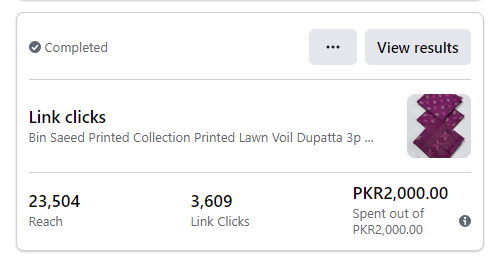 Completed
...
View results
Link clicks
Bin Saeed Printed Collection Printed Lawn Voil Dupatta 3p ...
23,504
Reach
3,609
Link Clicks
PKR2,000.00
Spent out of
PKR2,000.00